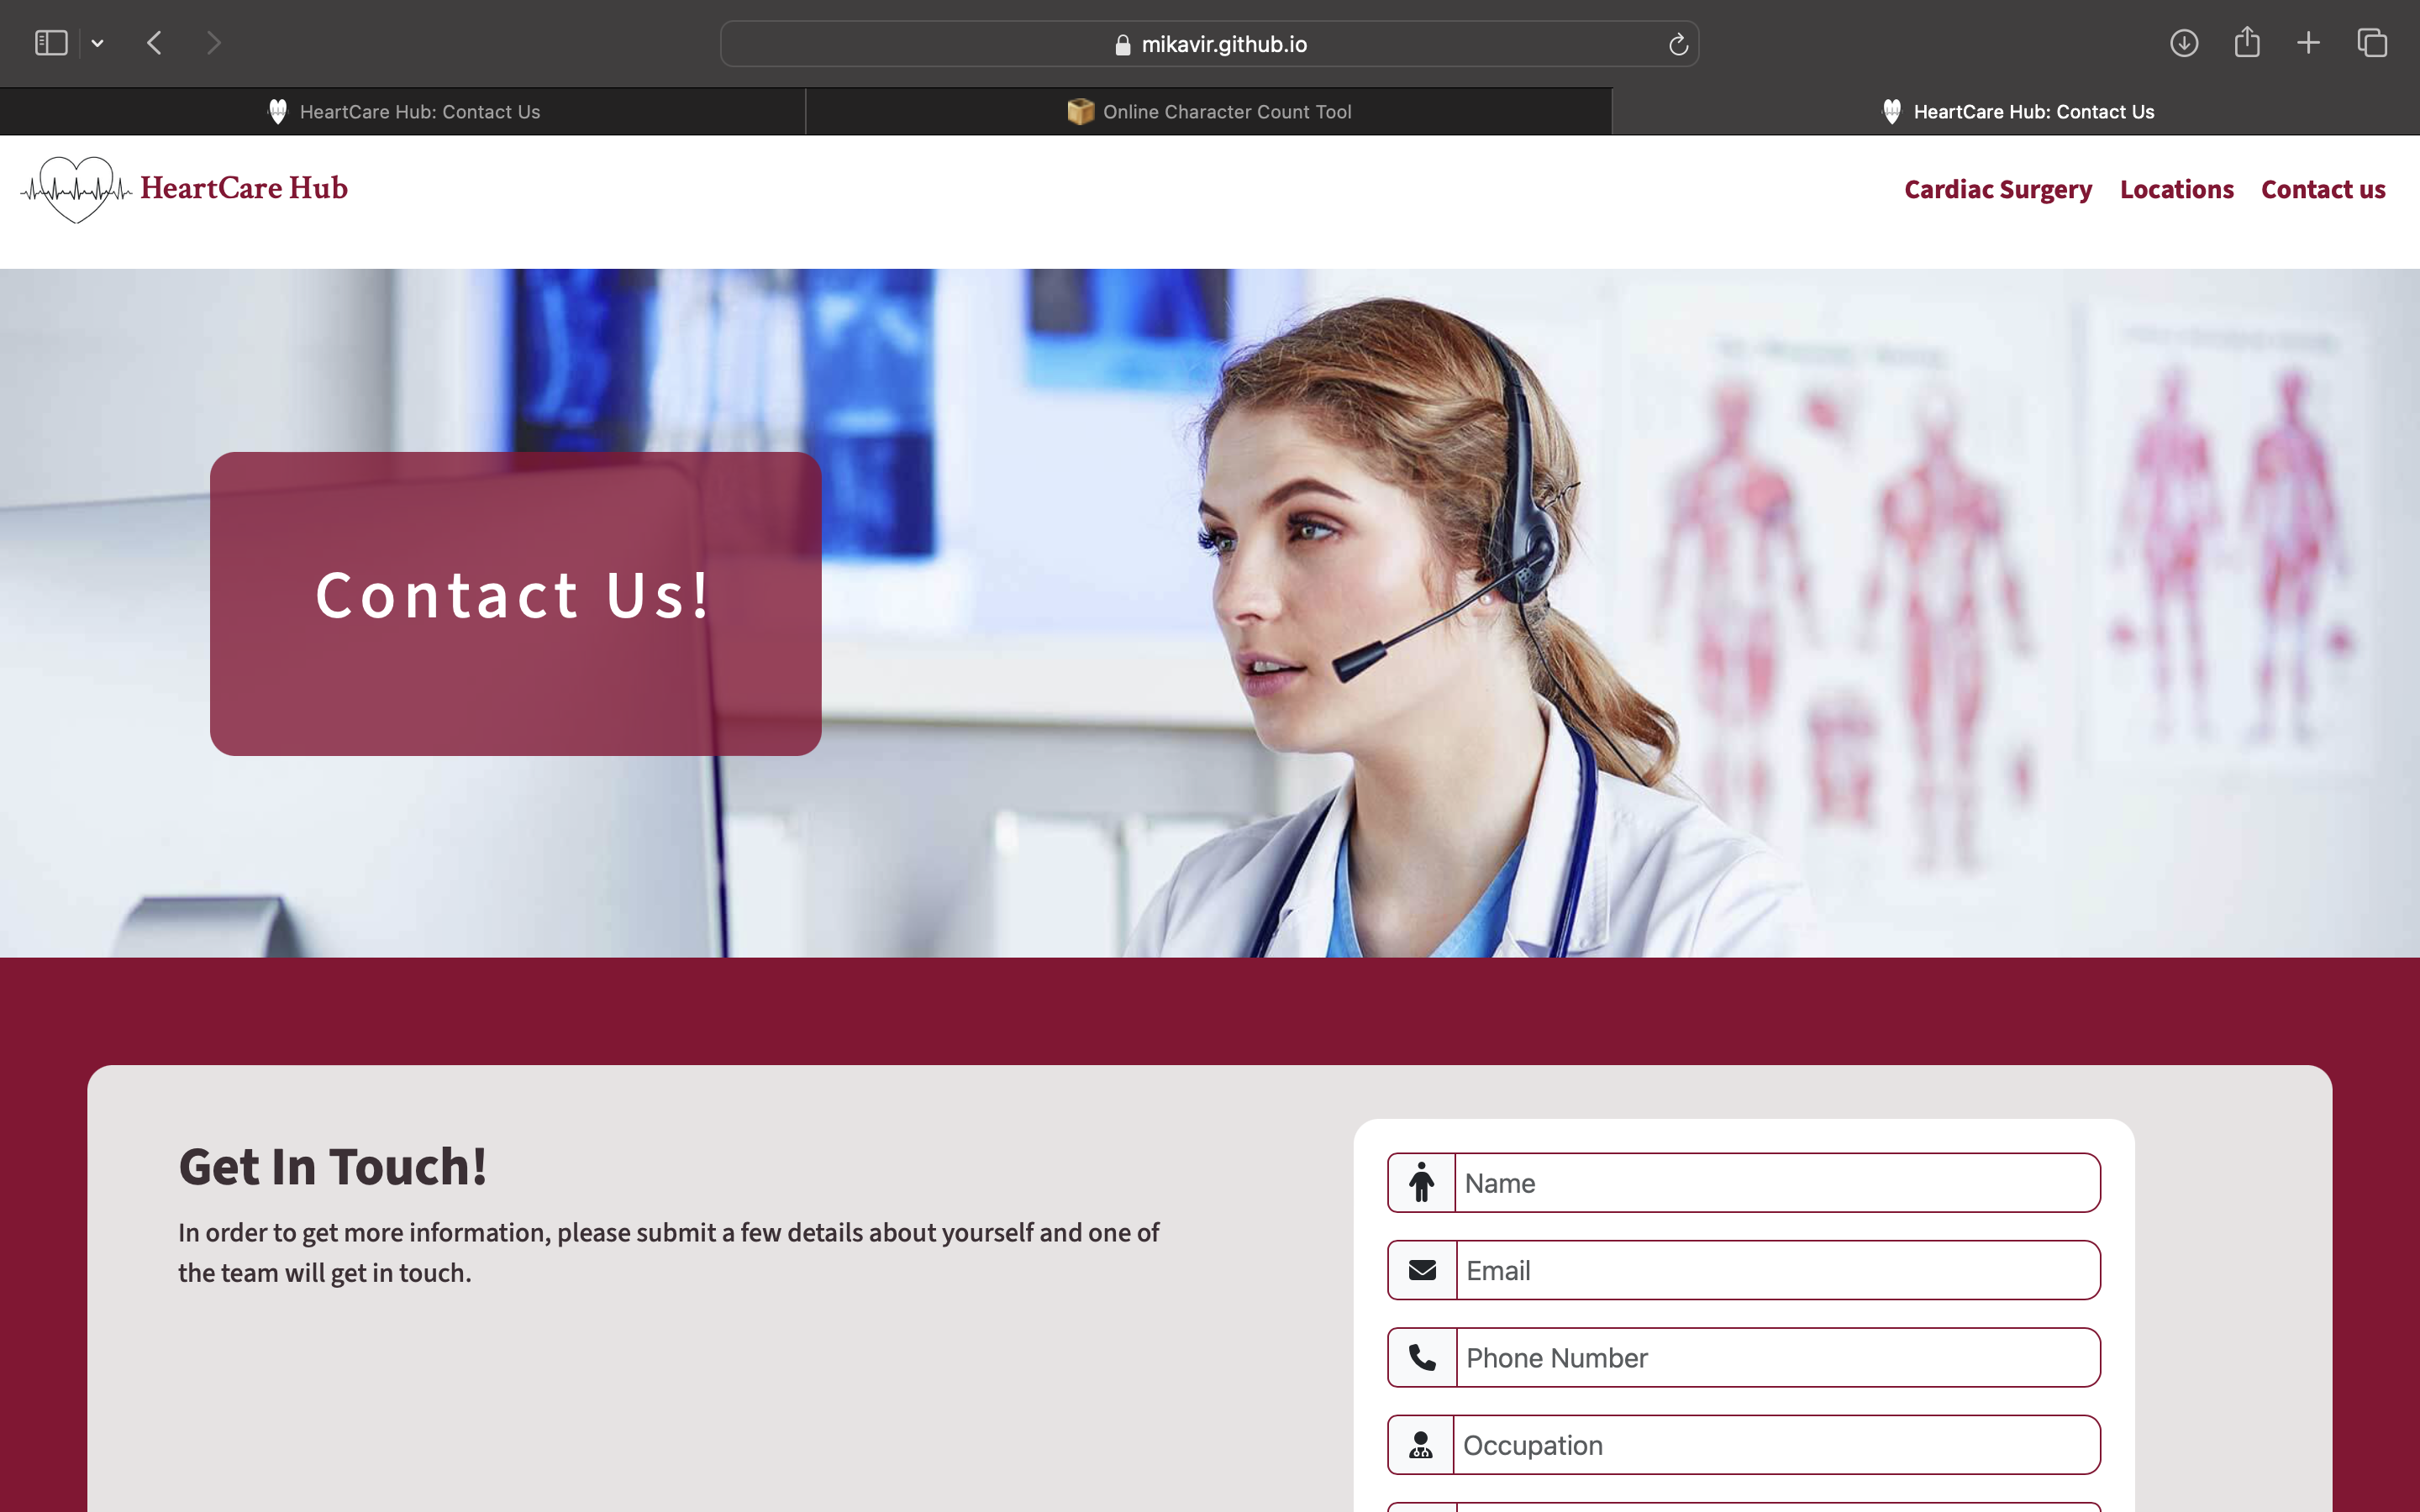 mikavir.github.io
HeartCare Hub: Contact Us
Online Character Count Tool
HeartCare Hub: Contact Us
HeartCare Hub
Cardiac Surgery
Locations
Contact us
Contact Us!
Get In Touch!
In order to get more information, please submit a few details about yourself and one of
the team will get in touch.
Name
Email
Phone Number
Occupation